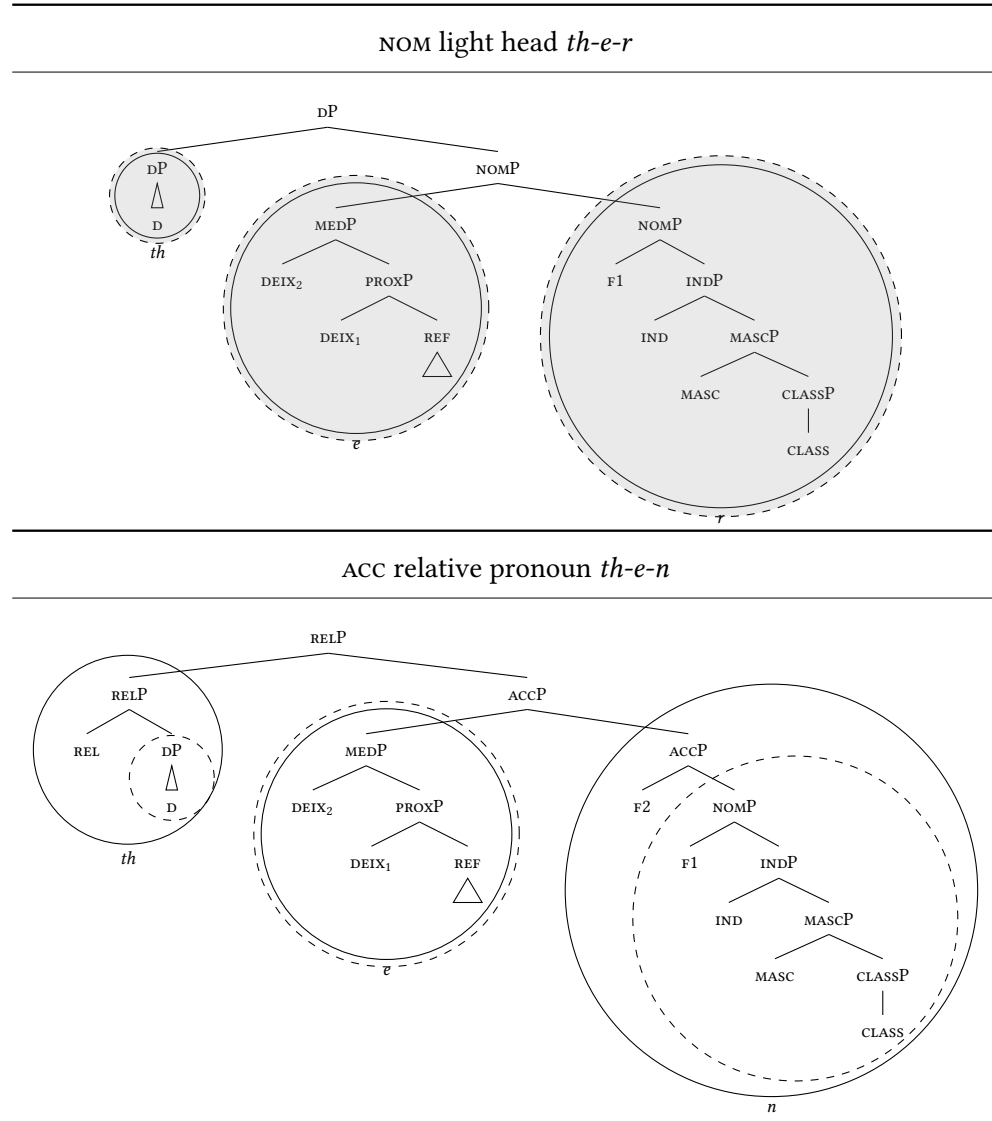 NOM light head th-e-r
DP
DP
NOMP
D
th
MEDP
NOMP
DEIX₂
PROXP
F1
INDP
DEIX₁
REF
IND
MASCP
MASC
CLASSP
e
CLASS
r
ACC relative pronoun th-e-n
RELP
RELP
ACCP
REL
DP
MEDP
ACCP
D
DEIX₂
PROXP
F2
NOMP
th
DEIX₁
REF
F1
INDP
IND
MASCP
e
MASC
CLASSP
CLASS
n